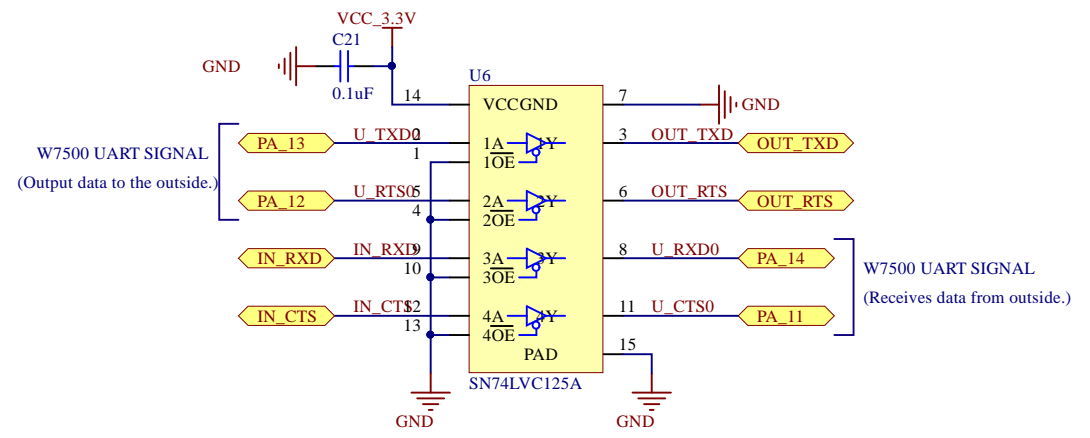 VCC_3.3V
C21
GND
0.1uF
U6
14
VCC
GND
7
GND
W7500 UART SIGNAL
(Output data to the outside.)
PA_13
U_TXD0
2
1A
1Y
3
OUT_TXD
OUT_TXD
1
1OE
PA_12
U_RTS0
5
2A
2Y
6
OUT_RTS
OUT_RTS
4
2OE
IN_RXD
IN_RXD
9
3A
3Y
8
U_RXD0
PA_14
10
3OE
W7500 UART SIGNAL
(Receives data from outside.)
IN_CTS
IN_CTS
12
4A
4Y
11
U_CTS0
PA_11
13
4OE
15
PAD
SN74LVC125A
GND
GND